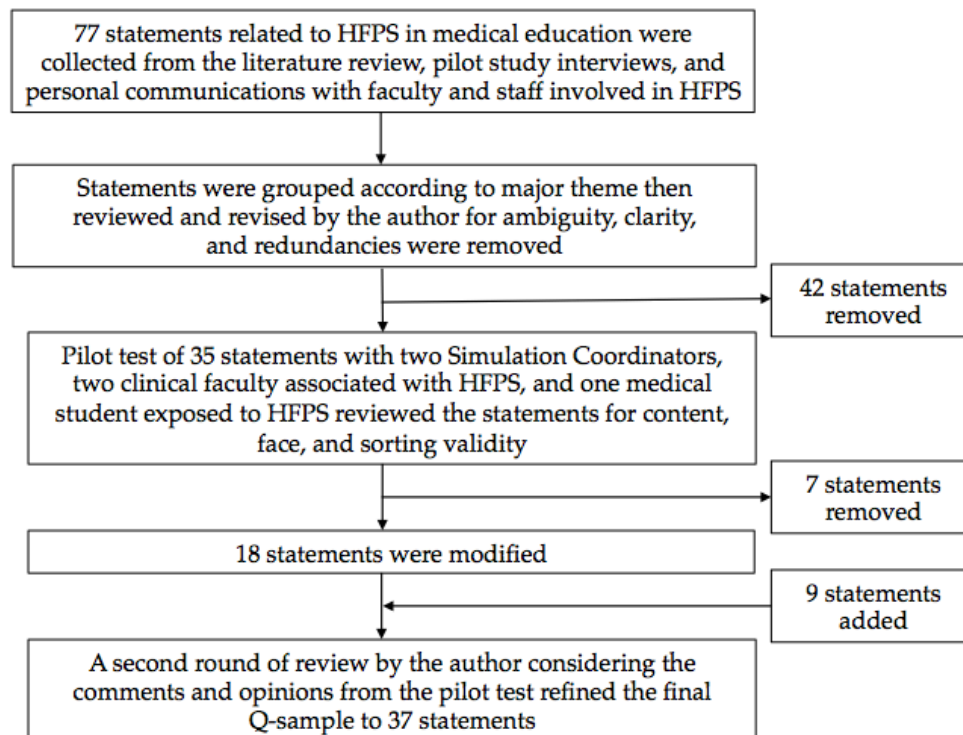 77 statements related to HFPS in medical education were
collected from the literature review, pilot study interviews, and
personal communications with faculty and staff involved in HFPS
Statements were grouped according to major theme then
reviewed and revised by the author for ambiguity, clarity,
and redundancies were removed
42 statements
removed
Pilot test of 35 statements with two Simulation Coordinators,
two clinical faculty associated with HFPS, and one medical
student exposed to HFPS reviewed the statements for content,
face, and sorting validity
7 statements
removed
18 statements were modified
9 statements
added
A second round of review by the author considering the
comments and opinions from the pilot test refined the final
Q-sample to 37 statements